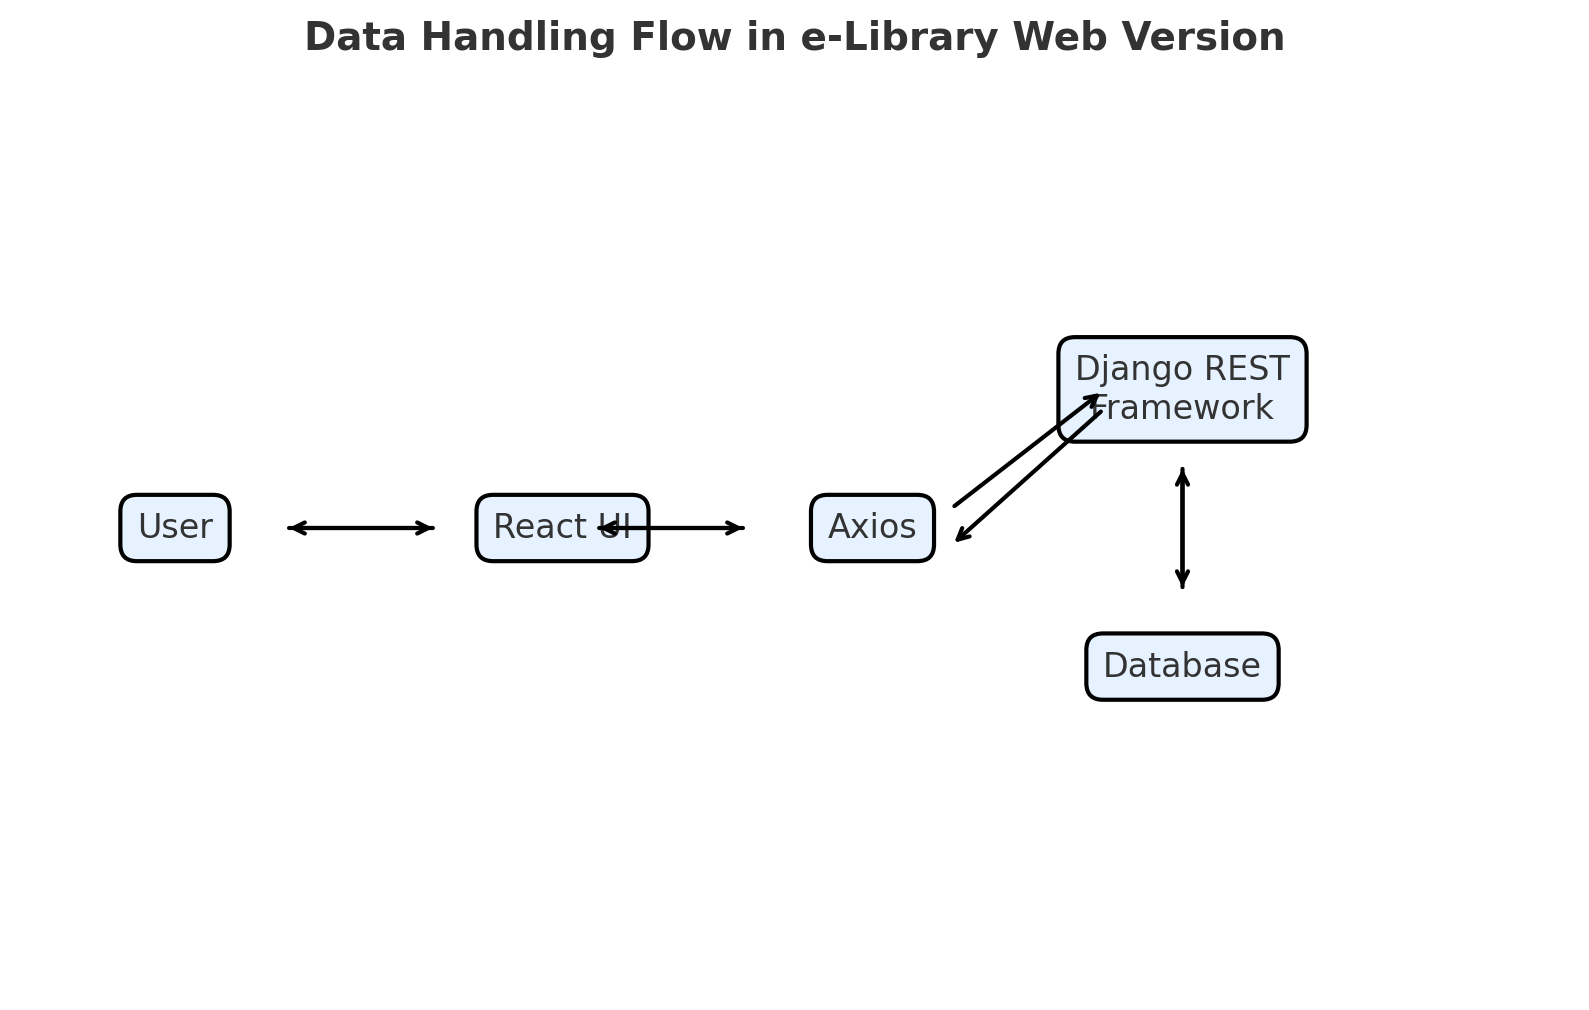 Data Handling Flow in e-Library Web Version
Django REST
Framework
User
React UI
Axios
Database